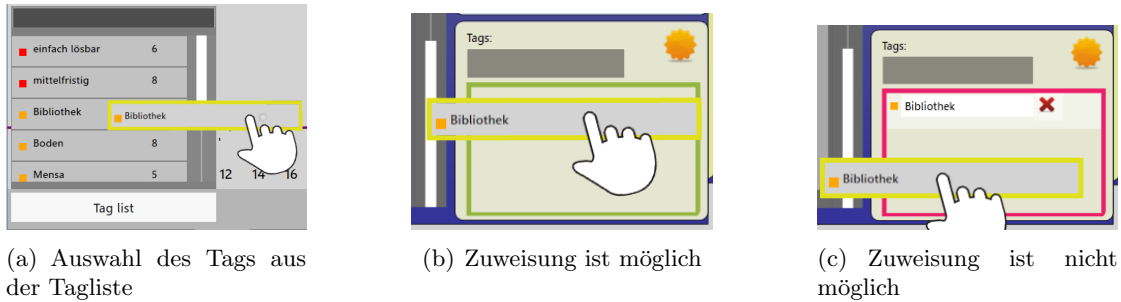 einfach lösbar 6
mittelfristig 8
Bibliothek
Bibliothek
Boden 8
Mensa 5
12 14 16
Tag list
(a) Auswahl des Tags aus
der Tagliste
Tags:
Bibliothek
(b) Zuweisung ist möglich
Tags:
Bibliothek
Bibliothek
(c) Zuweisung ist nicht
möglich